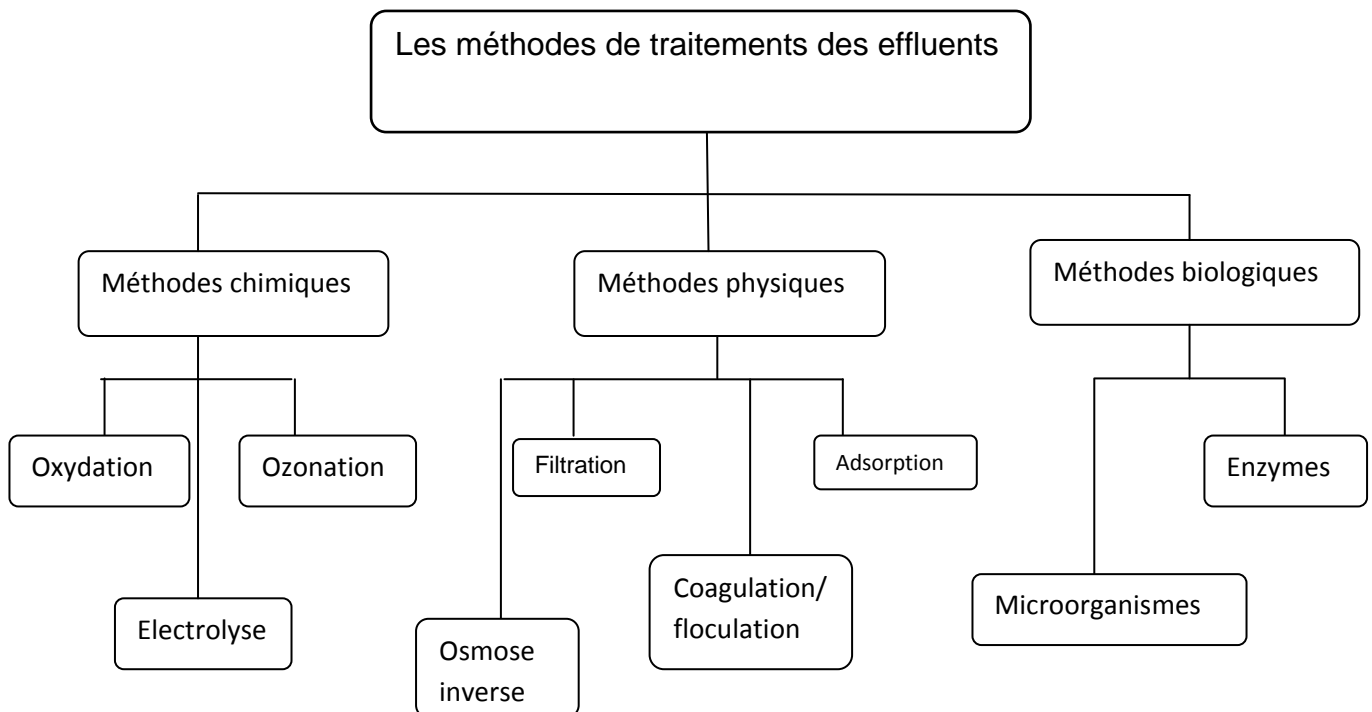 Les méthodes de traitements des effluents
Méthodes chimiques
Méthodes physiques
Méthodes biologiques
Oxydation
Ozonation
Filtration
Adsorption
Enzymes
Electrolyse
Osmose
inverse
Coagulation/
floculation
Microorganismes